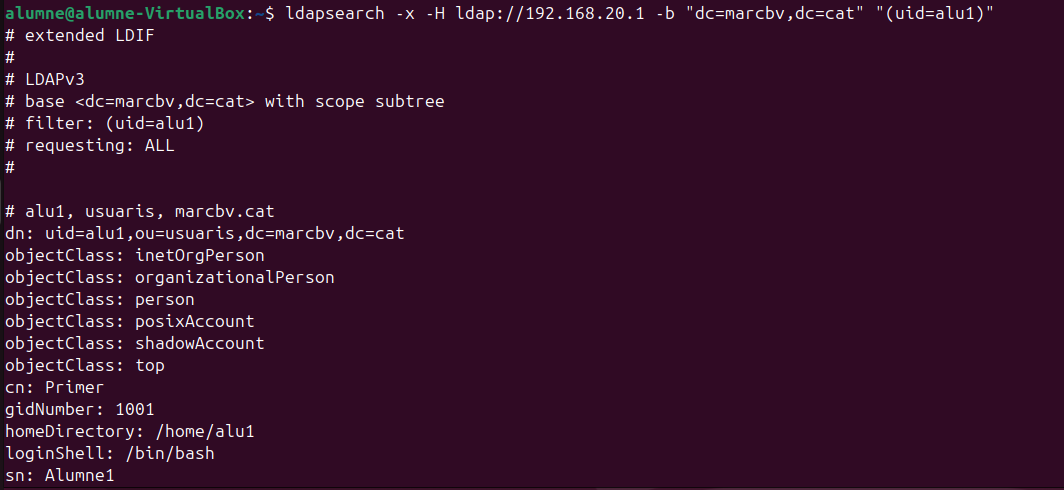 alumne@alumne-VirtualBox:~$ ldapsearch -x -H ldap://192.168.20.1 -b "dc=marcbv,dc=cat" "(uid=alu1)"
# extended LDIF
#
# LDAPv3
# base <dc=marcbv,dc=cat> with scope subtree
# filter: (uid=alu1)
# requesting: ALL
#
# alu1, usuaris, marcbv.cat
dn: uid=alu1,ou=usuaris,dc=marcbv,dc=cat
objectClass: inetOrgPerson
objectClass: organizationalPerson
objectClass: person
objectClass: posixAccount
objectClass: shadowAccount
objectClass: top
cn: Primer
gidNumber: 1001
homeDirectory: /home/alu1
loginShell: /bin/bash
sn: Alumne1